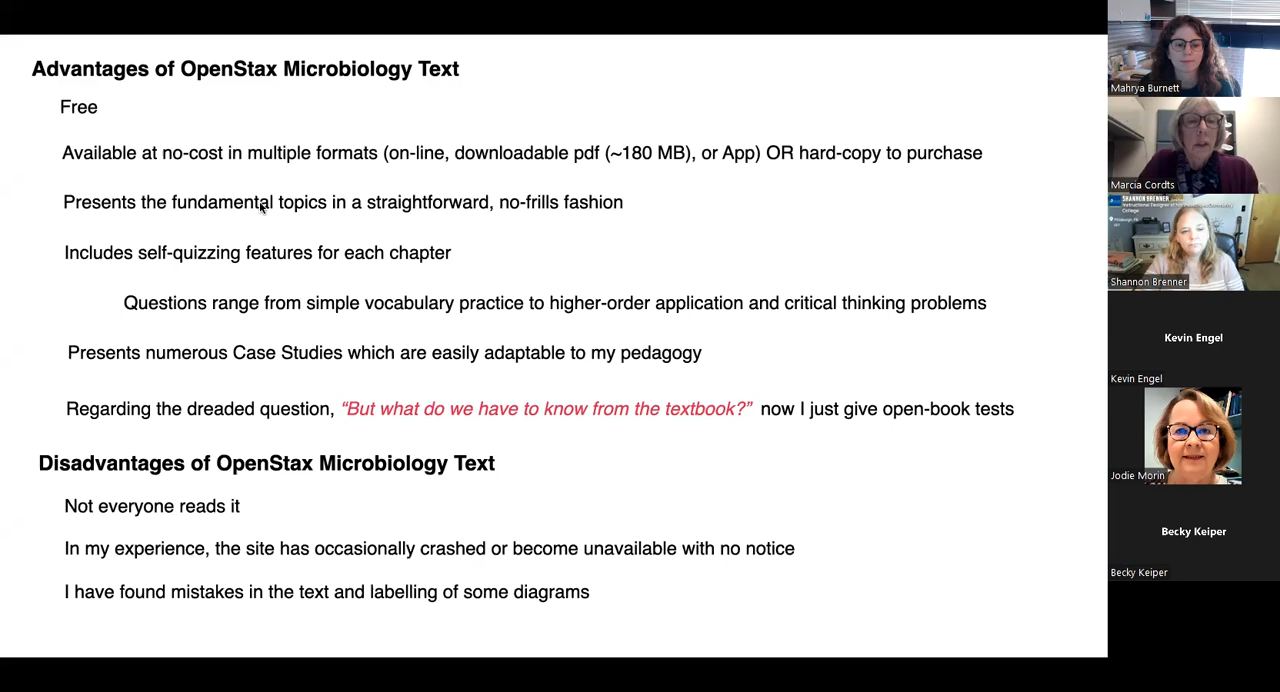 Advantages of OpenStax Microbiology Text
Free
Available at no-cost in multiple formats (on-line, downloadable pdf (~180 MB), or App) OR hard-copy to purchase
Presents the fundamental topics in a straightforward, no-frills fashion
Includes self-quizzing features for each chapter
Questions range from simple vocabulary practice to higher-order application and critical thinking problems
Presents numerous Case Studies which are easily adaptable to my pedagogy
Regarding the dreaded question, “But what do we have to know from the textbook?” now I just give open-book tests
Disadvantages of OpenStax Microbiology Text
Not everyone reads it
In my experience, the site has occasionally crashed or become unavailable with no notice
I have found mistakes in the text and labelling of some diagrams
Mahrya Burnett
Marcia Cordts
SHANNON BRENNER
Instructional Designer
College
Pittsburgh, PA
Shannon Brenner
Kevin Engel
Kevin Engel
Jodie Morin
Becky Keiper
Becky Keiper